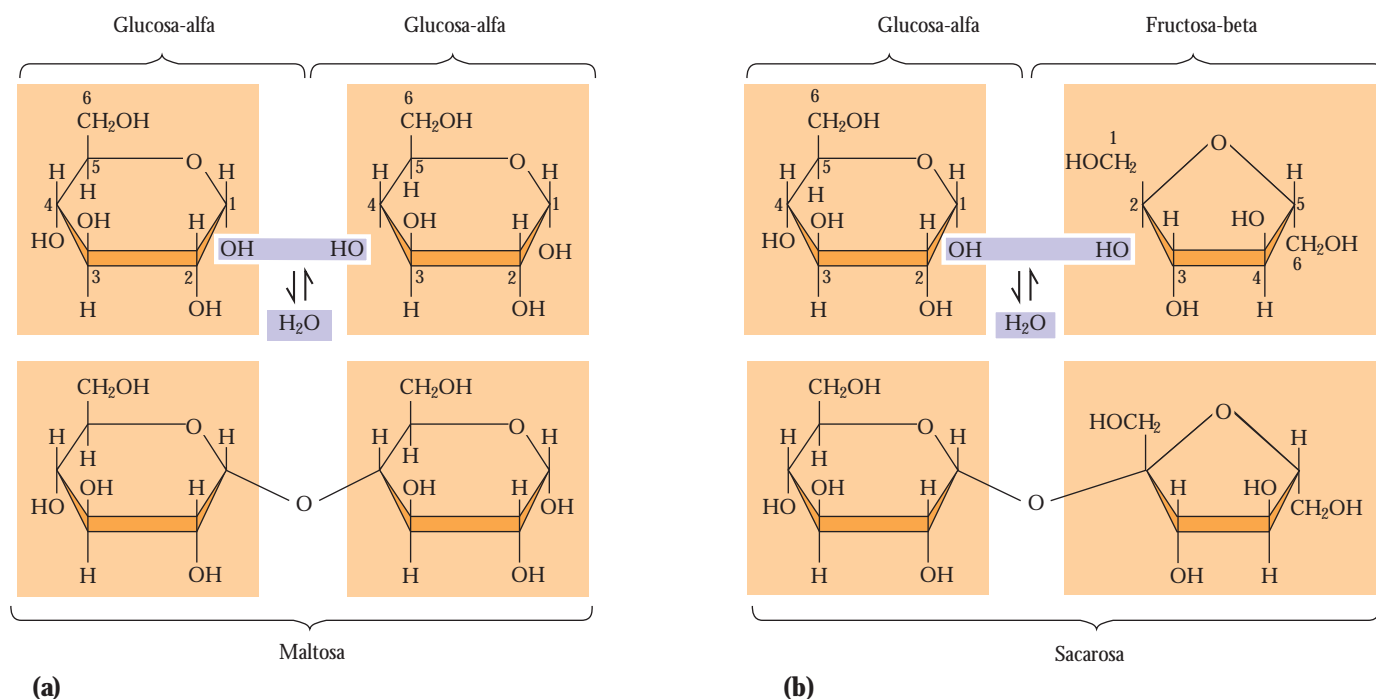 Glucosa-alfa Glucosa-alfa
6 6
CH₂OH CH₂OH
H 5 O H H 5 O H
H H
4 1 4 1
OH H OH H
HO OH HO OH
3 2 3 2
H OH H OH
H₂O
CH₂OH CH₂OH
H O H H O H
H H
OH H OH H
HO O OH
H OH H OH
Maltosa
(a)
Glucosa-alfa Fructosa-beta
6
CH₂OH 1
HOCH₂ O
H 5 O H H
H
4 1 2 5
OH H H HO
HO OH HO CH₂OH
6
3 2 3 4
H OH OH H
H₂O
CH₂OH O
HOCH₂
H O H H
H
OH H H HO
HO O CH₂OH
H OH OH H
Sacarosa
(b)